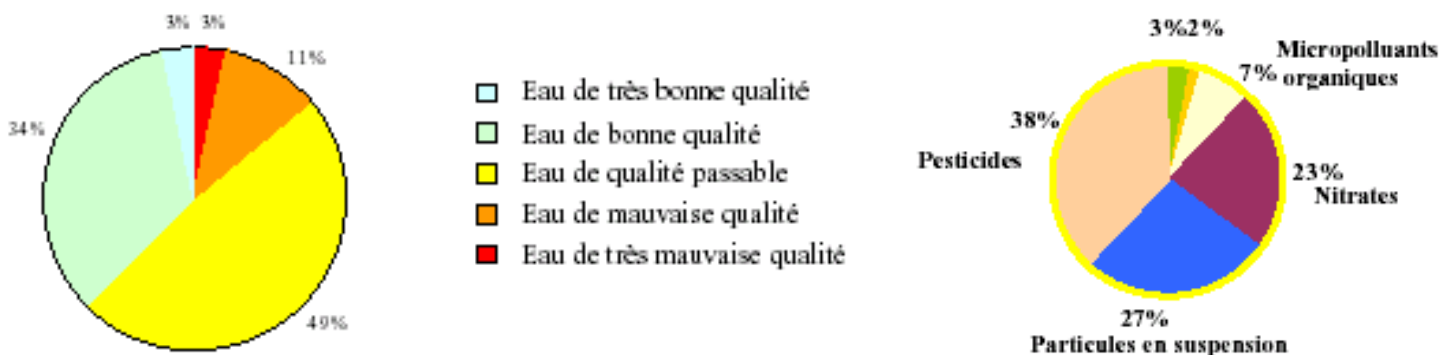 3% 3%
11%
34%
49%
Eau de très bonne qualité
Eau de bonne qualité
Eau de qualité passable
Eau de mauvaise qualité
Eau de très mauvaise qualité
3% 2%
Micropolluants
7% organiques
38%
Pesticides
23%
Nitrates
27%
Particules en suspension